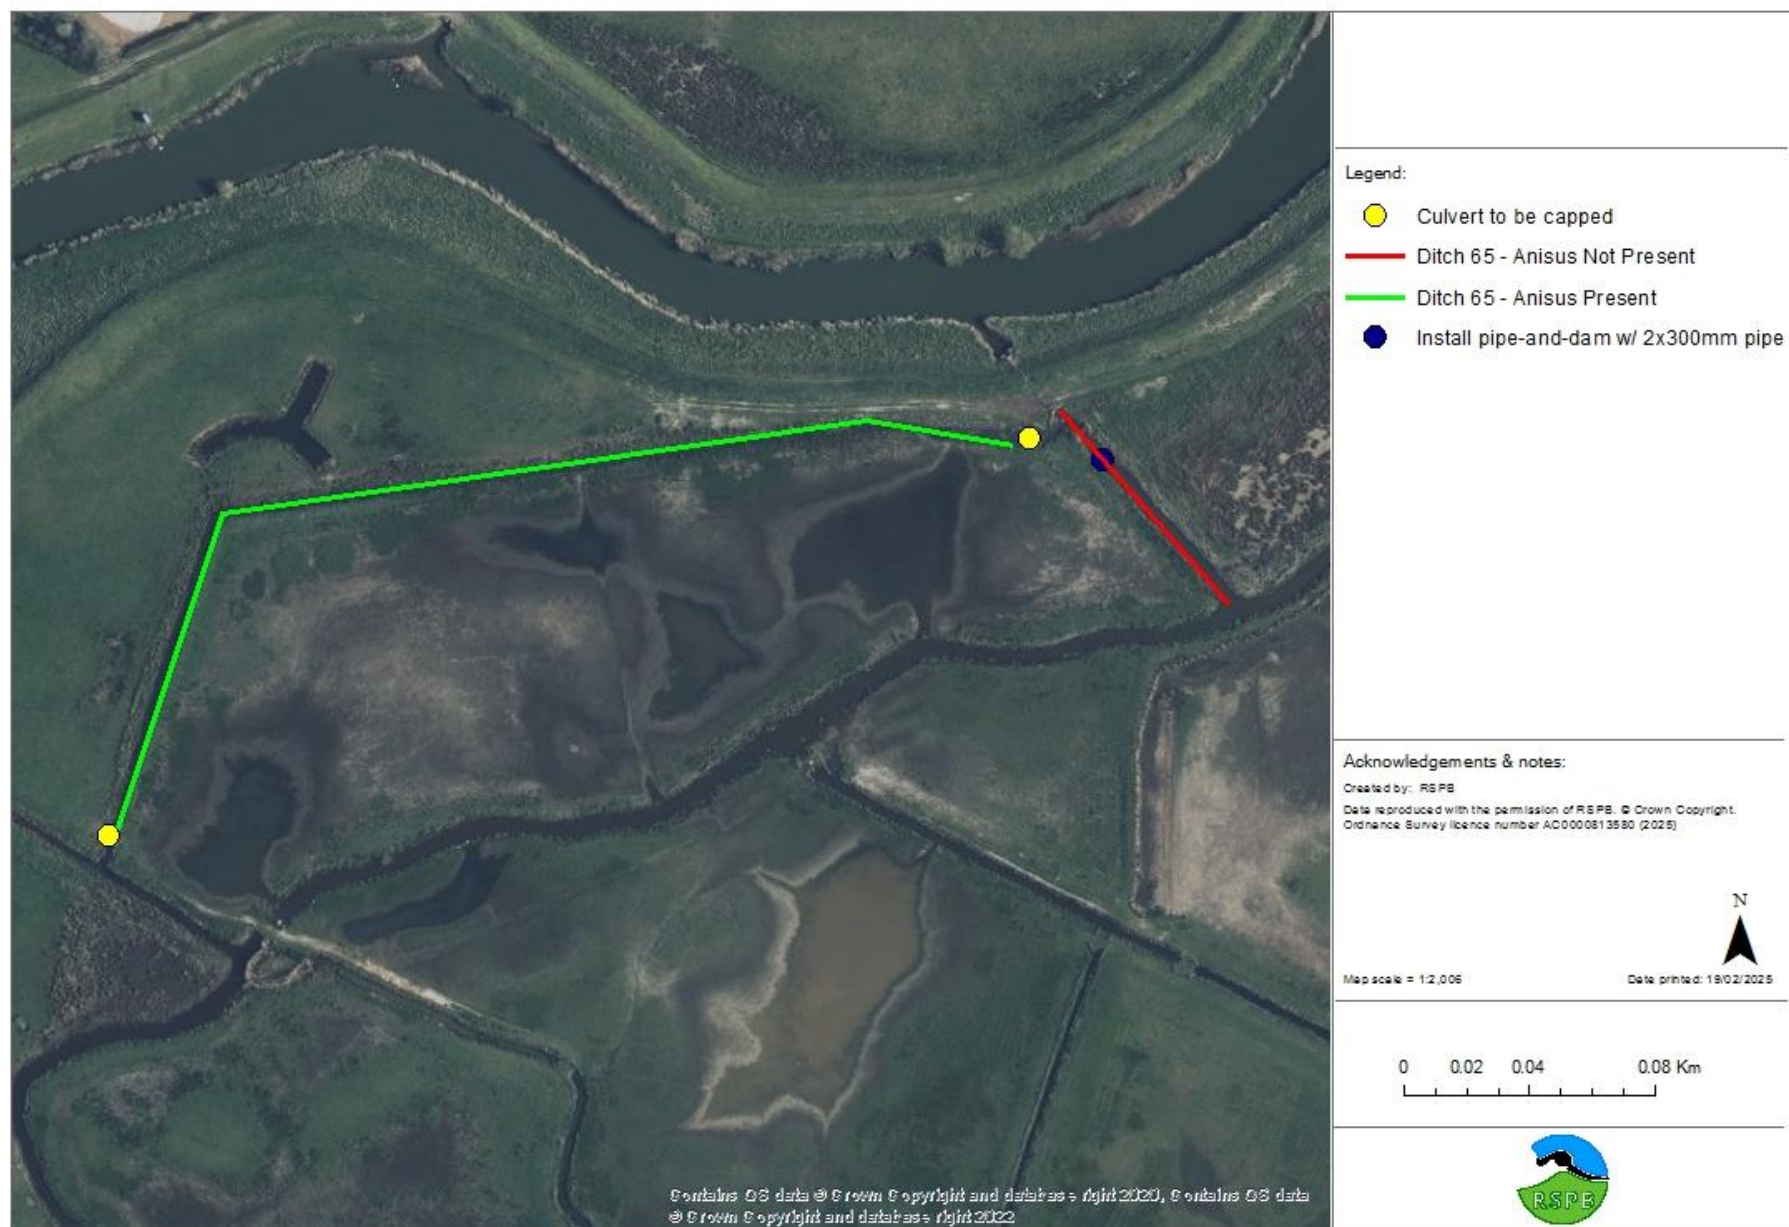 Legend:
Culvert to be capped
Ditch 65 - Anisus Not Present
Ditch 65 - Anisus Present
Install pipe-and-dam w/ 2x300mm pipe
Acknowledgements & notes:
Created by: RSPB
Data reproduced with the permission of RSPB. © Crown Copyright.
Ordnance Survey licence number AC0000813580 (2025)
N
Map scale = 1:2,006
Date printed: 19/02/2025
0 0.02 0.04 0.08 Km
Contains OS data © Crown Copyright and database right 2020, Contains OS data
© Crown Copyright and database right 2022
RSPB